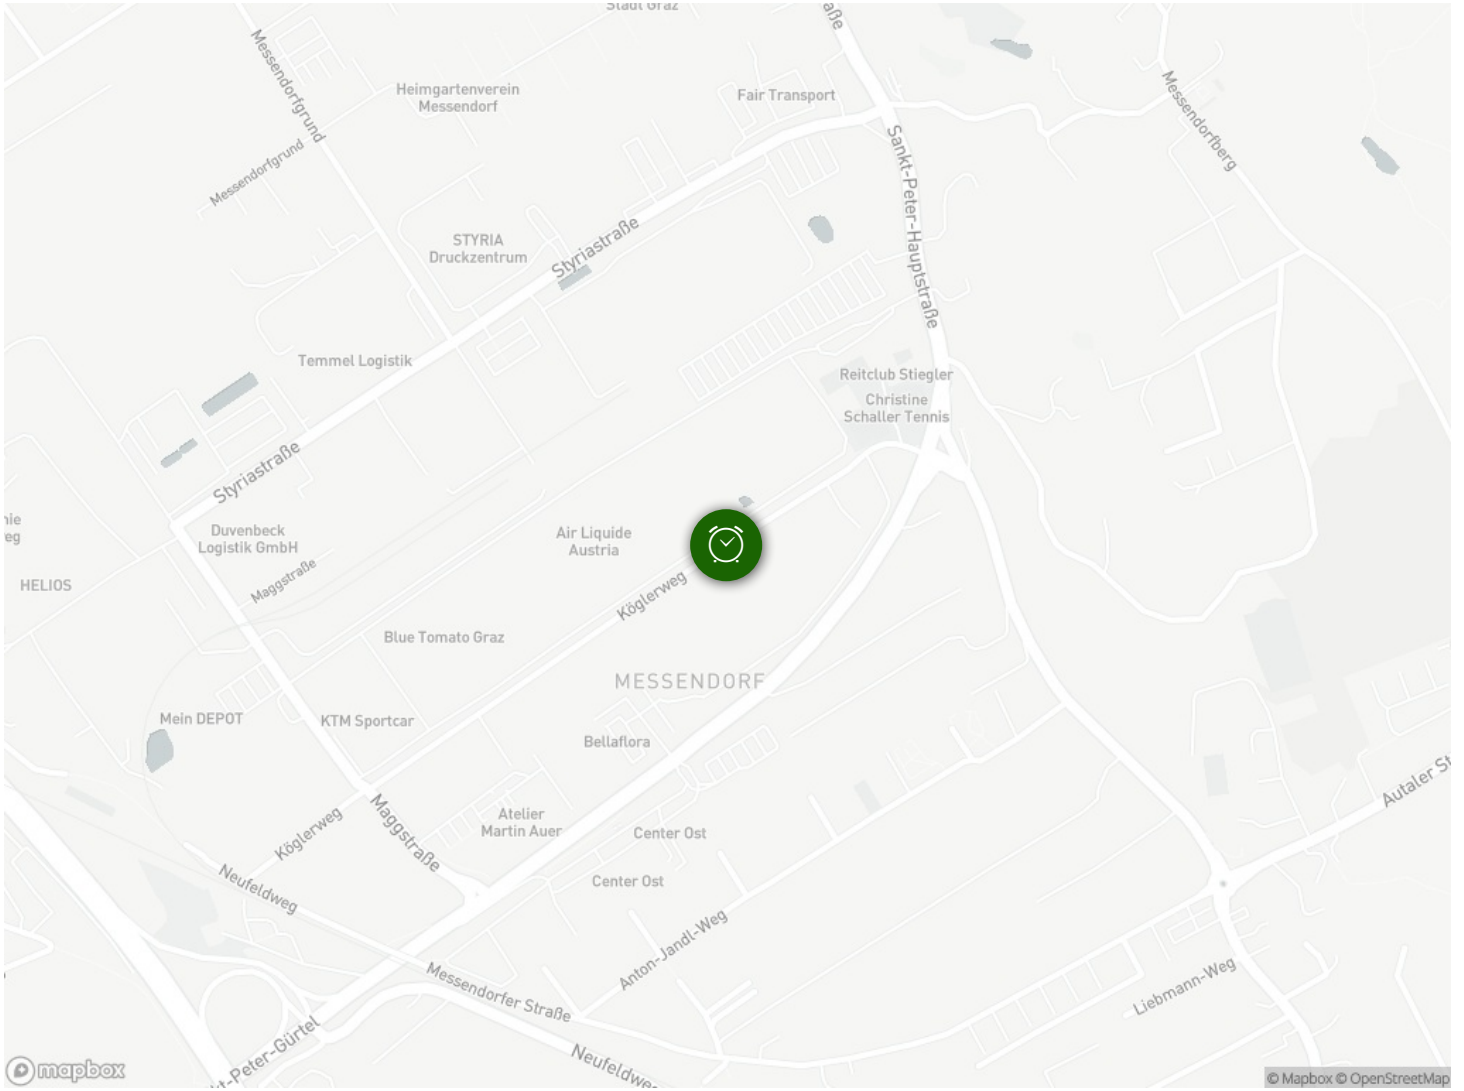 Stadt Graz
Messendorfgrund
Heimgartenverein
Messendorf
Fair Transport
Messendorfberg
Sankt-Peter-Hauptstraße
Messendorfgrund
STYRIA
Druckzentrum
Styriastraße
Temmel Logistik
Reitclub Stiegler
Christine
Schaller Tennis
Styriastraße
Duvenbeck
Logistik GmbH
Air Liquide
Austria
HELIOS
Maggstraße
Köglerweg
Blue Tomato Graz
MESSENDORF
Mein DEPOT
KTM Sportcar
Bellaflora
Autaler St
Atelier
Martin Auer
Center Ost
Köglerweg
Maggstraße
Center Ost
Neufeldweg
Anton-Jandl-Weg
Messendorfer Straße
Liebmann-Weg
kt-Peter-Gürtel
Neufeldweg
mapbox
© Mapbox © OpenStreetMap